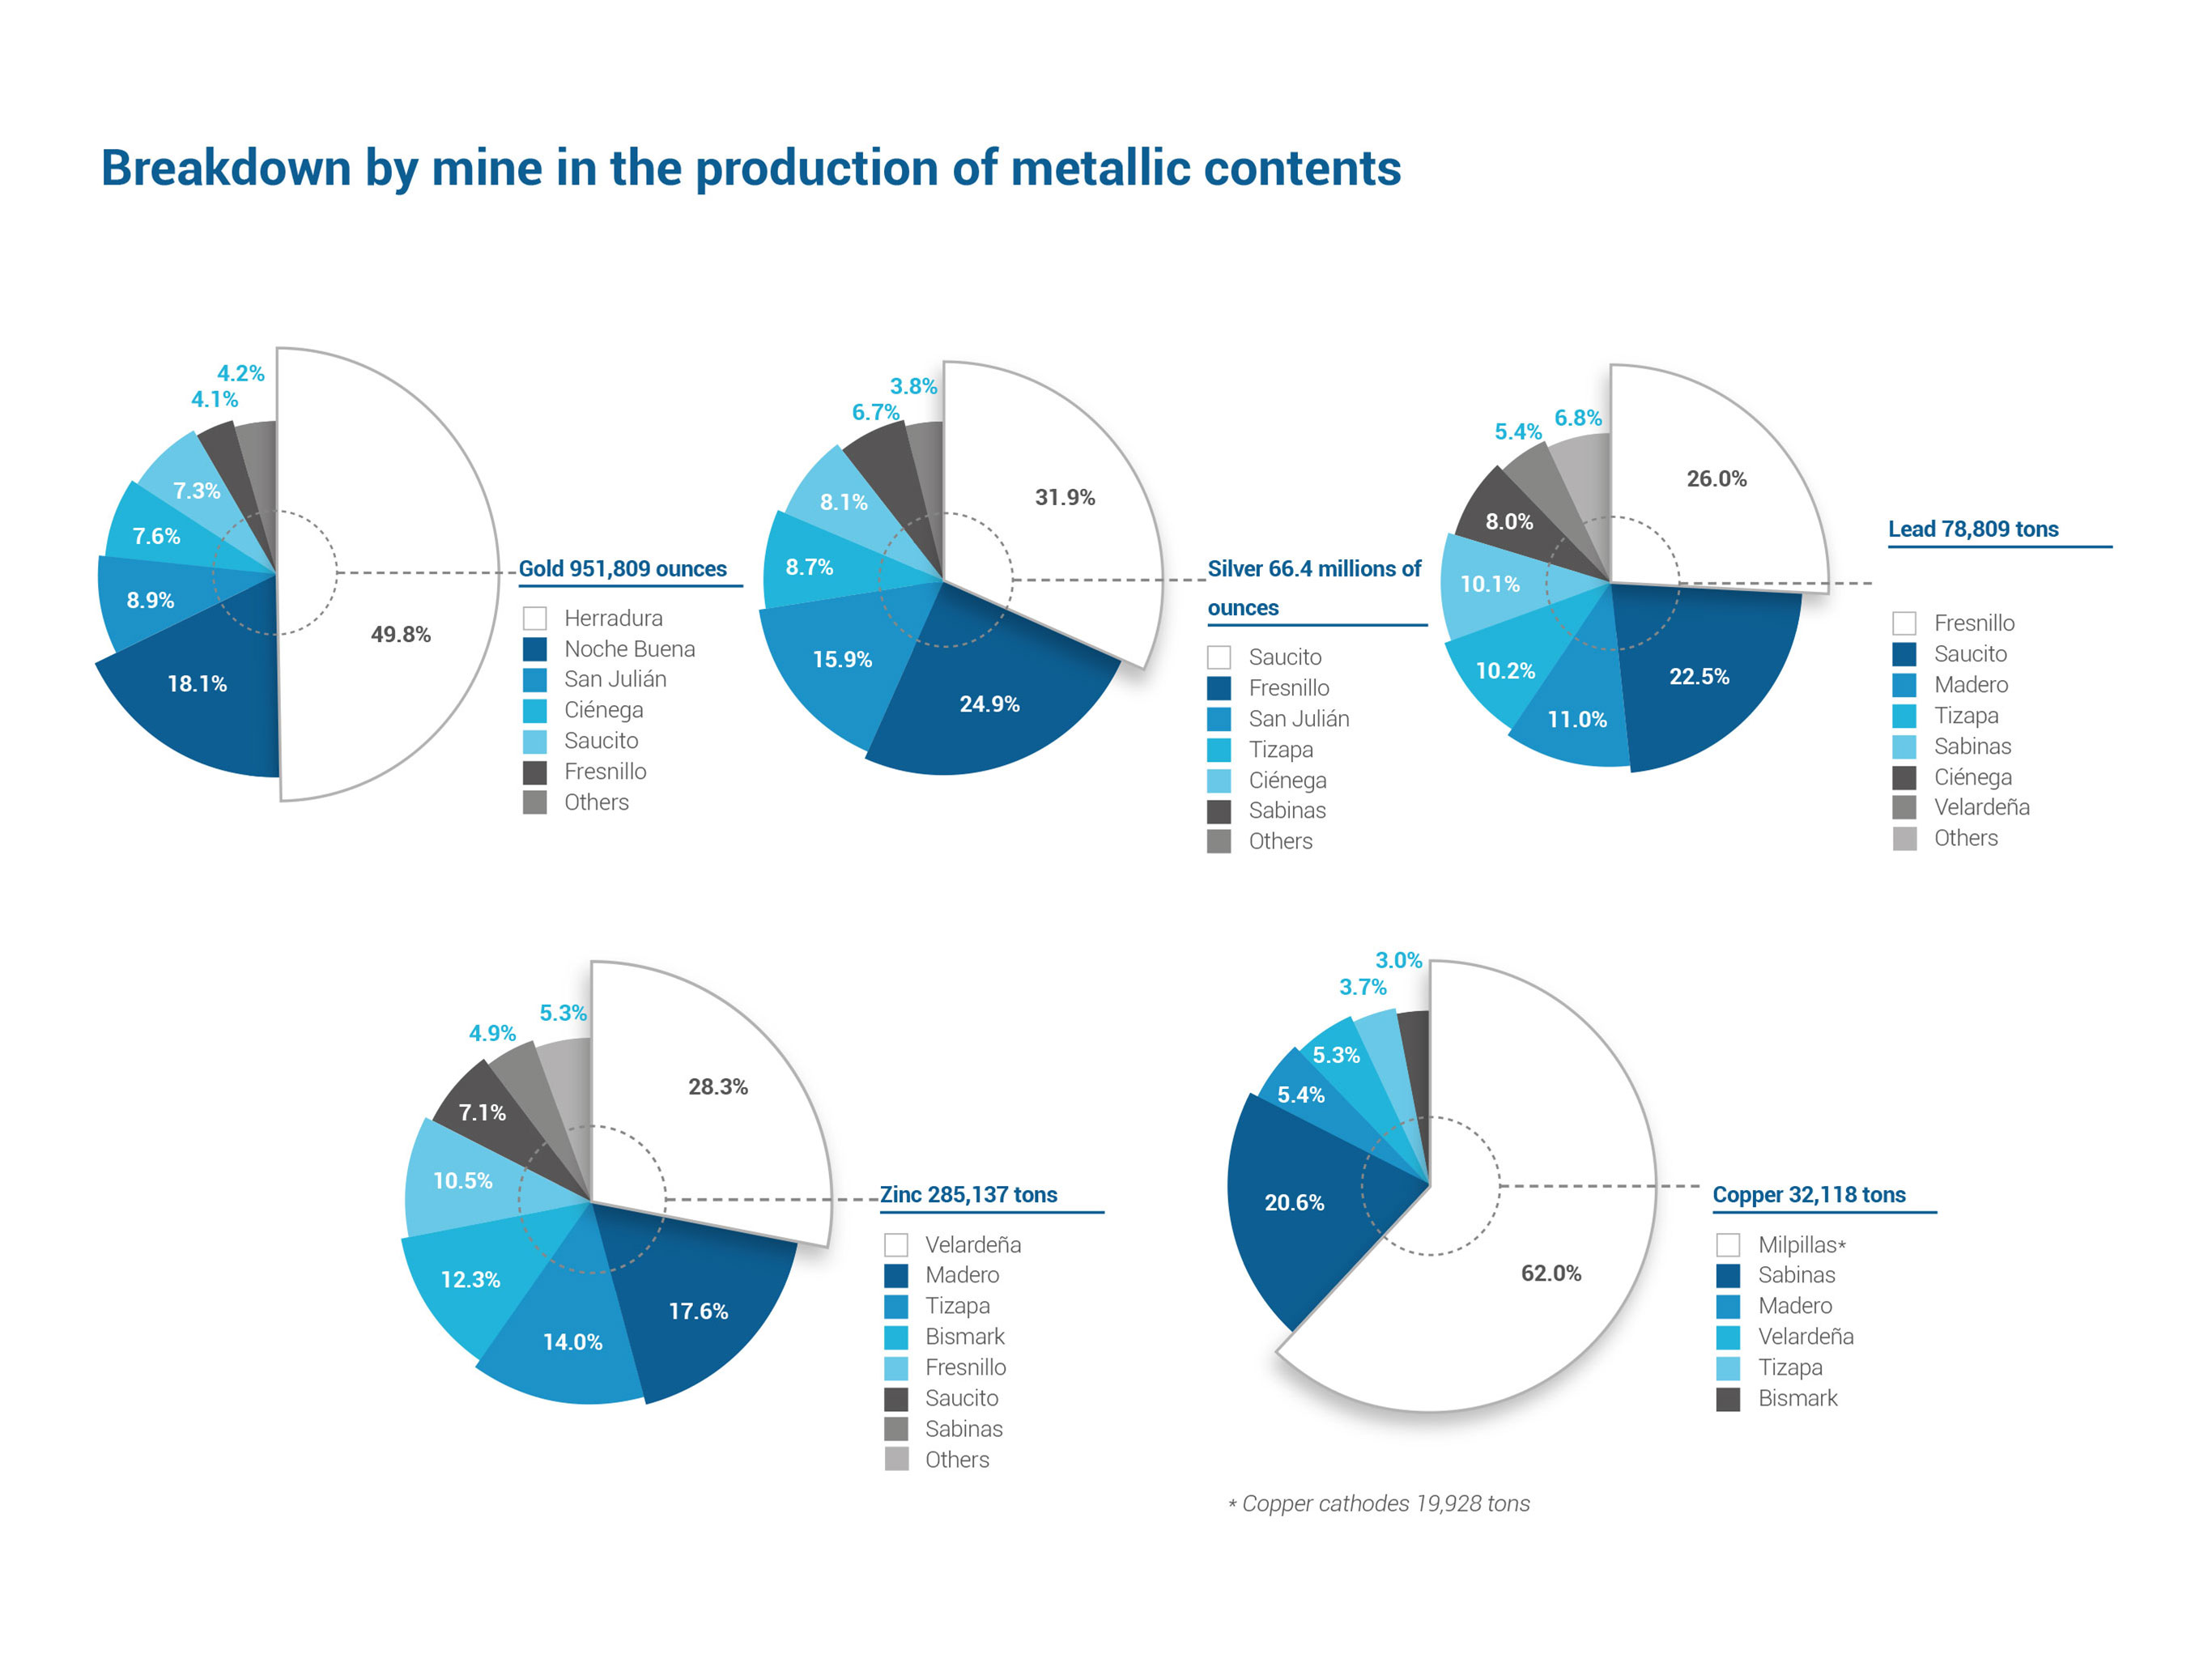 Breakdown by mine in the production of metallic contents
4.2%
4.1%
7.3%
7.6%
8.9%
18.1%
49.8%
Gold 951,809 ounces
Herradura
Noche Buena
San Julián
Ciénega
Saucito
Fresnillo
Others
3.8%
6.7%
8.1%
8.7%
15.9%
24.9%
31.9%
Silver 66.4 millions of
ounces
Saucito
Fresnillo
San Julián
Tizapa
Ciénega
Sabinas
Others
6.8%
5.4%
8.0%
10.1%
10.2%
11.0%
22.5%
26.0%
Lead 78,809 tons
Fresnillo
Saucito
Madero
Tizapa
Sabinas
Ciénega
Velardeña
Others
5.3%
4.9%
7.1%
10.5%
12.3%
14.0%
17.6%
28.3%
Zinc 285,137 tons
Velardeña
Madero
Tizapa
Bismark
Fresnillo
Saucito
Sabinas
Others
3.0%
3.7%
5.3%
5.4%
20.6%
62.0%
Copper 32,118 tons
Milpillas*
Sabinas
Madero
Velardeña
Tizapa
Bismark
* Copper cathodes 19,928 tons